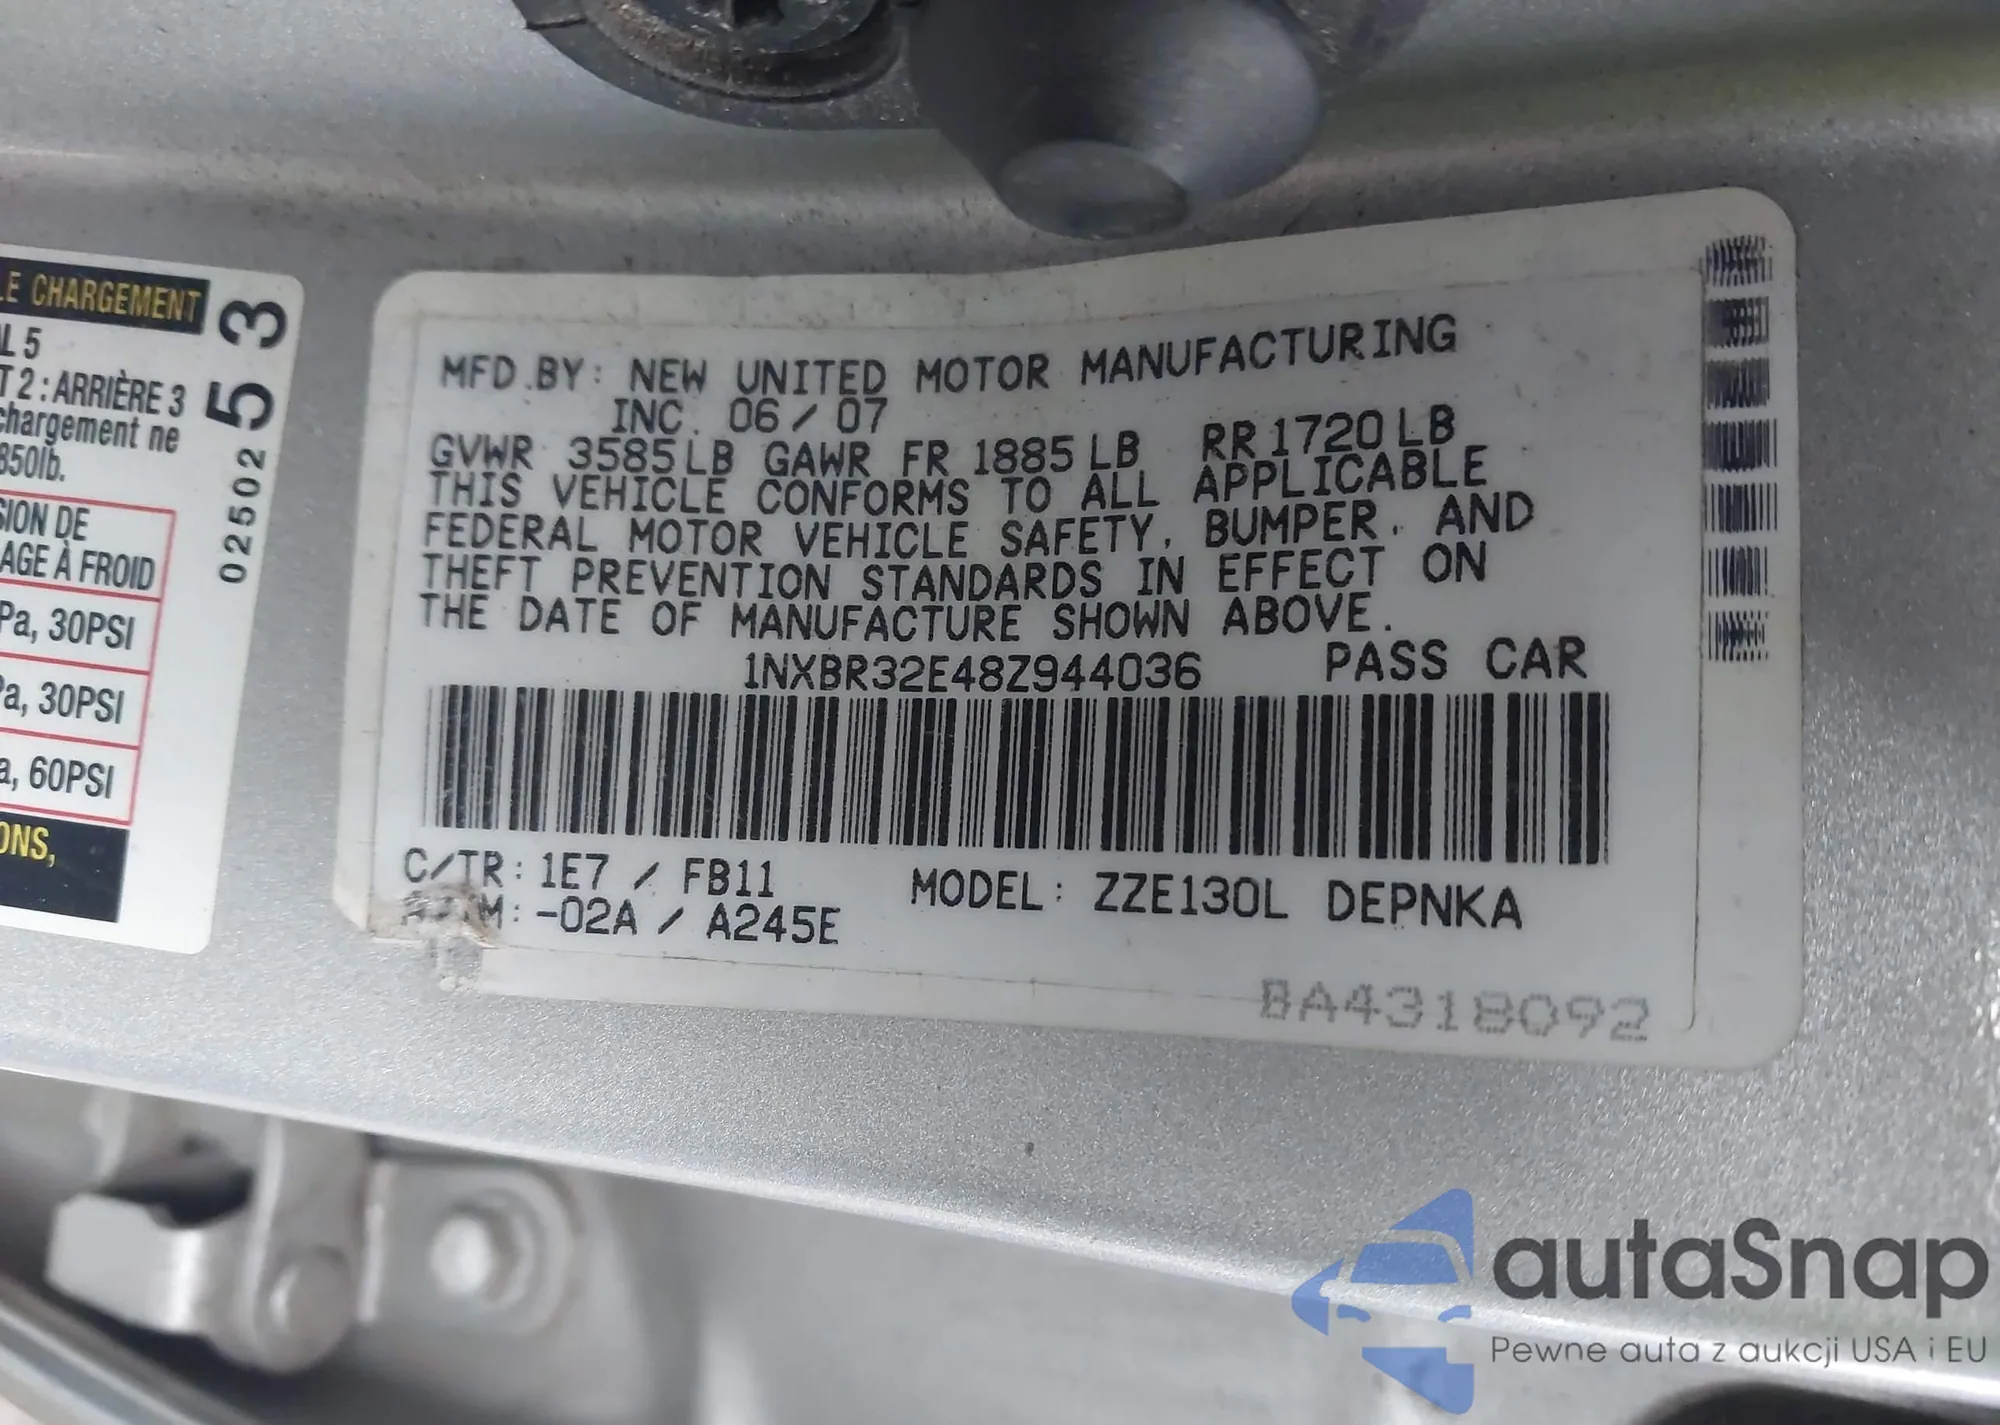 LE CHARGEMENT
L 5
T 2 : ARRIÈRE 3
chargement ne
850lb.
SION DE
AGE À FROID
Pa, 30PSI
Pa, 30PSI
a, 60PSI
ONS,
02502 53
MFD.BY: NEW UNITED MOTOR MANUFACTURING
INC. 06/07
GVWR 3585LB GAWR FR 1885LB RR1720LB
THIS VEHICLE CONFORMS TO ALL APPLICABLE
FEDERAL MOTOR VEHICLE SAFETY, BUMPER, AND
THEFT PREVENTION STANDARDS IN EFFECT ON
THE DATE OF MANUFACTURE SHOWN ABOVE.
1NXBR32E48Z944036 PASS CAR
C/TR: 1E7 / FB11
MODEL: ZZE130L DEPNKA
-02A / A245E
BA4318092
autaSnap
Pewne auta z aukcji USA i EU